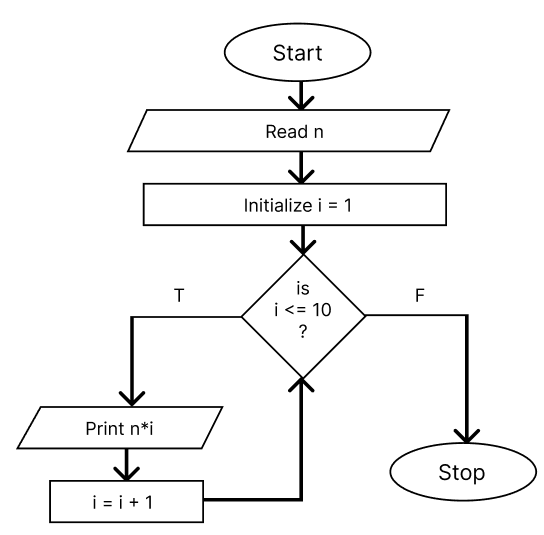 Start
Read n
Initialize i = 1
is
i <= 10
?
T
F
Print n*i
i = i + 1
Stop